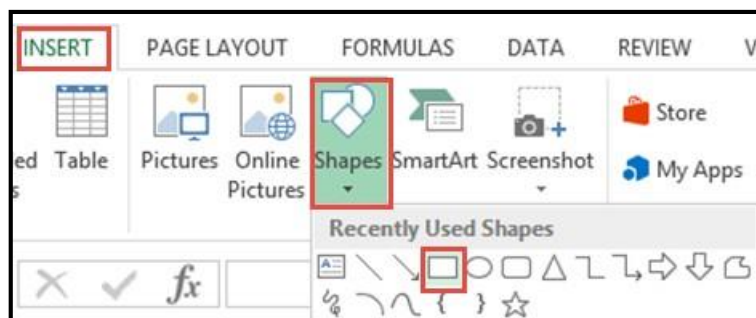 INSERT PAGE LAYOUT FORMULAS DATA REVIEW V
ed Table Pictures Online Shapes SmartArt Screenshot Store
s Pictures My Apps
Recently Used Shapes
fx